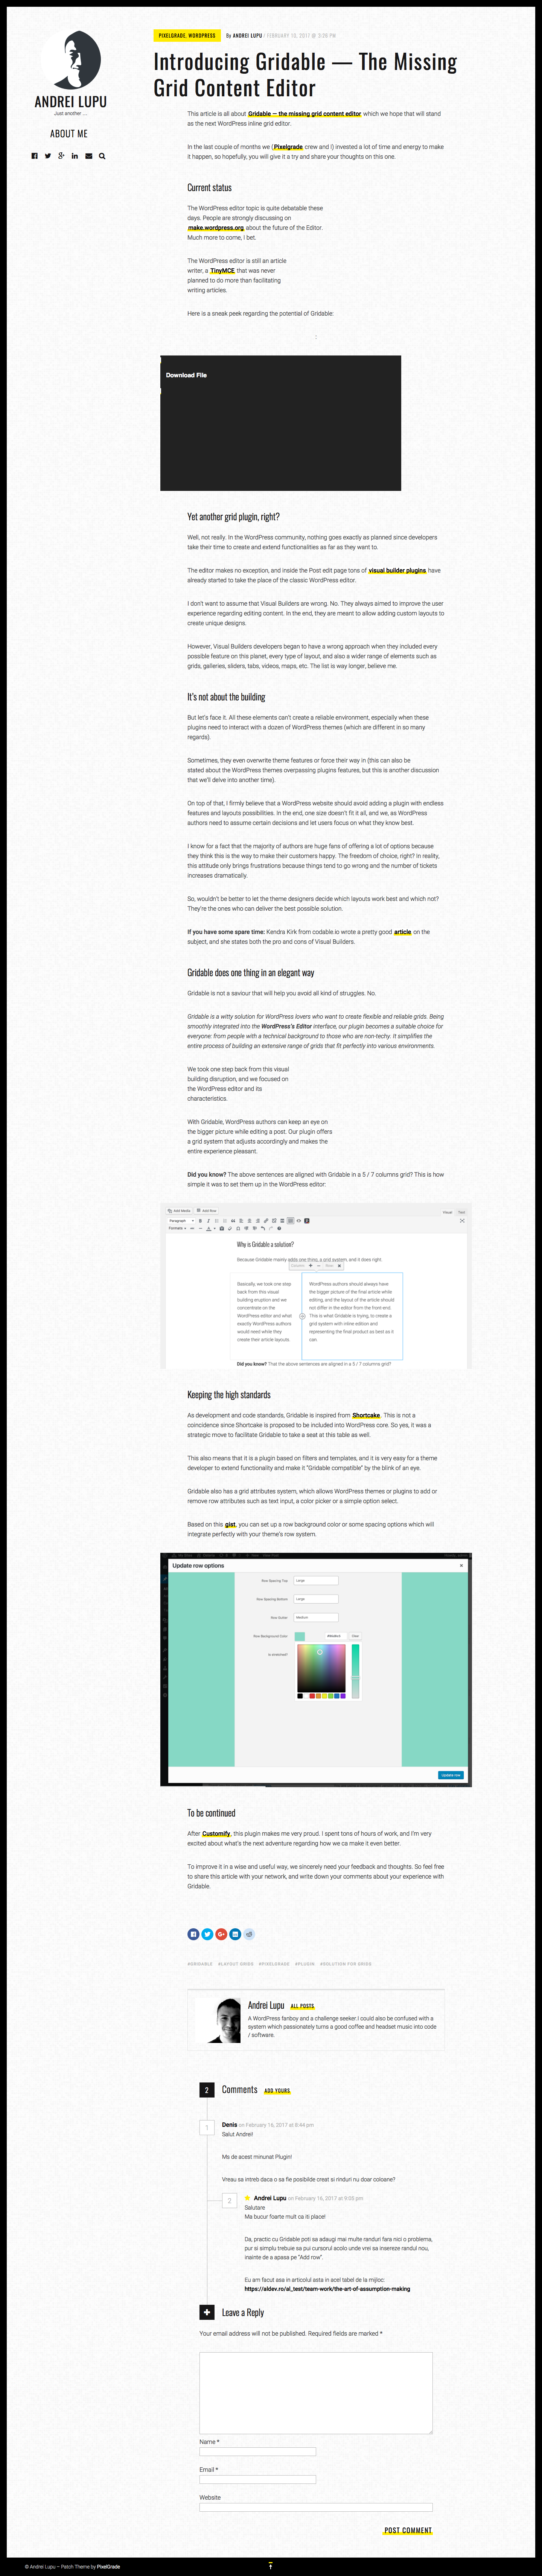 ANDREI LUPU
Just another ...
ABOUT ME
PIXELGRADE, WORDPRESS
By ANDREI LUPU / FEBRUARY 15, 2017 @ 3:26 PM
Introducing Gridable — The Missing
Grid Content Editor
This article is all about Gridable – the missing grid content editor which we hope that will stand
as the next WordPress inline grid editor.
In the last couple of months we (Pixelgrade crew and I) invested a lot of time and energy to make
it happen, so hopefully, you will give it a try and share your thoughts on this one.
Current status
The WordPress editor topic is quite debatable these
days. People are strongly discussing on
make.wordpress.org about the future of the Editor.
Much more to come, I bet.
The WordPress editor is still an article
writer, a TinyMCE that was never
planned to do more than facilitating
writing articles.
Here is a sneak peek regarding the potential of Gridable:
Download File
Yet another grid plugin, right?
Well, not really. In the WordPress community, nothing goes exactly as planned since developers
take their time to create and extend functionalities as far as they want to.
The editor makes no exception, and inside the Post edit page tons of visual builder plugins have
already started to take the place of the classic WordPress editor.
I don't want to assume that Visual Builders are wrong. No. They always aimed to improve the user
experience regarding editing content. In the end, they are meant to allow adding custom layouts to
create unique designs.
However, Visual Builders developers began to have a wrong approach when they included every
possible feature on this planet, every type of layout, and also a wider range of elements such as
grids, galleries, sliders, tabs, videos, maps, etc. The list is way longer, believe me.
It's not about the building
But let's face it. All these elements can't create a reliable environment, especially when these
plugins need to interact with a dozen of WordPress themes (which are different in so many
regards).
Sometimes, they even overwrite theme features or force their way in (this can also be
stated about the WordPress themes overpassing plugins features, but this is another discussion
that we'll delve into another time).
On top of that, I firmly believe that a WordPress website should avoid adding a plugin with endless
features and layouts possibilities. In the end, one size doesn't fit it all, and we, as WordPress
authors need to assume certain decisions and let users focus on what they know best.
I know for a fact that the majority of authors are huge fans of offering a lot of options because
they think this is the way to make their customers happy. The freedom of choice, right? In reality,
this attitude only brings frustrations because things tend to go wrong and the number of tickets
increases dramatically.
So, wouldn't be better to let the theme designers decide which layouts work best and which not?
They're the ones who can deliver the best possible solution.
If you have some spare time: Kendra Kirk from codable.io wrote a pretty good article on the
subject, and she states both the pro and cons of Visual Builders.
Gridable does one thing in an elegant way
Gridable is not a saviour that will help you avoid all kind of struggles. No.
Gridable is a witty solution for WordPress lovers who want to create flexible and reliable grids. Being
smoothly integrated into the WordPress's Editor interface, our plugin becomes a suitable choice for
everyone: from people with a technical background to those who are non-techy. It simplifies the
entire process of building an extensive range of grids that fit perfectly into various environments.
We took one step back from this visual
building disruption, and we focused on
the WordPress editor and its
characteristics.
With Gridable, WordPress authors can keep an eye on
the bigger picture while editing a post. Our plugin offers
a grid system that adjusts accordingly and makes the
entire experience pleasant.
Did you know? The above sentences are aligned with Gridable in a 5 / 7 columns grid? This is how
simple it was to set them up in the WordPress editor:
Add Media Add Row
Visual Text
Paragraph
Formats
Why is Gridable a solution?
Because Gridable mainly adds one thing, a grid system, and it does right.
Basically, we took one step
back from this visual
building eruption and we
concentrate on the
WordPress editor and what
exactly WordPress authors
would need while they
create their article layouts.
WordPress authors should always have
the bigger picture of the final article while
editing, and the layout of the article should
not differ in the editor from the front-end.
This is what Gridable is trying, to create a
grid system with inline edition and
representing the final product as best as it
can.
Did you know? That the above sentences are aligned in a 5 / 7 columns grid?
Keeping the high standards
As development and code standards, Gridable is inspired from Shortcake. This is not a
coincidence since Shortcake is proposed to be included into WordPress core. So yes, it was a
strategic move to facilitate Gridable to take a seat at this table as well.
This also means that it is a plugin based on filters and templates, and it is very easy for a theme
developer to extend functionality and make it "Gridable compatible" by the blink of an eye.
Gridable also has a grid attributes system, which allows WordPress themes or plugins to add or
remove row attributes such as text input, a color picker or a simple option select.
Based on this gist, you can set up a row background color or some spacing options which will
integrate perfectly with your theme's row system.
Update row options
Row Spacing Top Large
Row Spacing Bottom Large
Row Gutter Medium
Row Background Color Clear
Is stretched?
Update row
To be continued
After Customify, this plugin makes me very proud. I spent tons of hours of work, and I'm very
excited about what's the next adventure regarding how we ca make it even better.
To improve it in a wise and useful way, we sincerely need your feedback and thoughts. So feel free
to share this article with your network, and write down your comments about your experience with
Gridable.
#GRIDABLE #LAYOUT GRIDS #PIXELGRADE #PLUGIN #SOLUTION FOR GRIDS
Andrei Lupu ALL POSTS
A WordPress fanboy and a challenge seeker.I could also be confused with a
system which passionately turns a good coffee and headset music into code
/ software.
2 Comments ADD YOURS
1
Denis on February 16, 2017 at 8:44 pm
Salut Andrei!
Ms de acest minunat Plugin!
Vreau sa intreb daca o sa fie posibilde creat si rinduri nu doar coloane?
2
Andrei Lupu on February 16, 2017 at 9:03 pm
Salutare
Ma bucur foarte mult ca iti place!
Da, practic cu Gridable poti sa adaugi mai multe randuri fara nici o problema,
pur si simplu trebuie sa pui cursorul acolo unde vrei sa insereze randul nou,
inainte de a apasa pe "Add row".
Eu am facut asta in articolul asta in acel tabel de la mijloc:
https://aldev.ro/al_test/team-work/the-art-of-assumption-making
Leave a Reply
Your email address will not be published. Required fields are marked *
Name *
Email *
Website
POST COMMENT
© Andrei Lupu – Patch Theme by PixelGrade